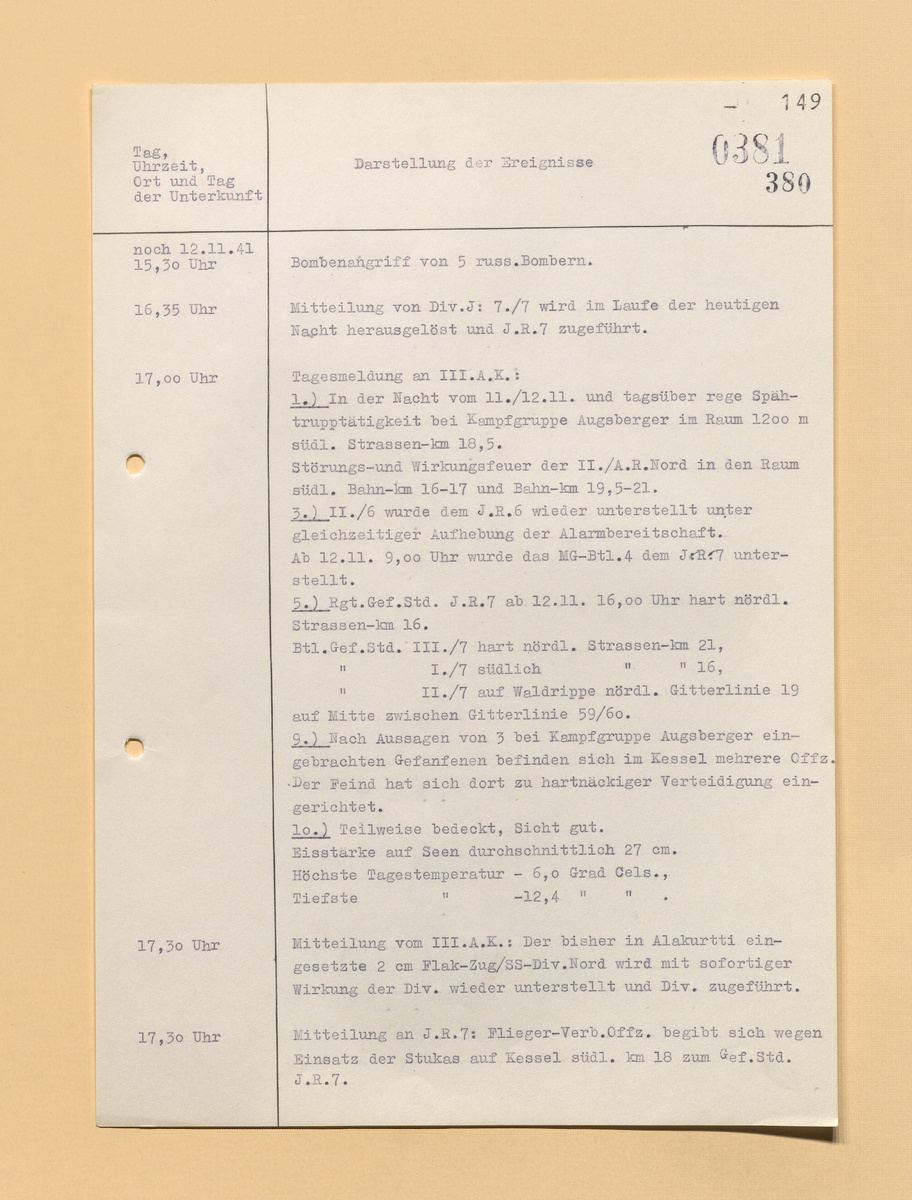 – 149
0381
380
Tag,
Uhrzeit,
Ort und Tag
der Unterkunft
Darstellung der Ereignisse
noch 12.11.41
15,3o Uhr
Bombenangriff von 5 russ.Bombern.
16,35 Uhr
Mitteilung von Div.J: 7./7 wird im Laufe der heutigen
Nacht herausgelöst und J.R.7 zugeführt.
17,oo Uhr
Tagesmeldung an III.A.K.:
1.) In der Nacht vom 11./12.11. und tagsüber rege Späh-
trupptätigkeit bei Kampfgruppe Augsberger im Raum 12oo m
südl. Strassen-km 18,5.
Störungs-und Wirkungsfeuer der II./A.R.Nord in den Raum
südl. Bahn-km 16-17 und Bahn-km 19,5-21.
3.) II./6 wurde dem J.R.6 wieder unterstellt unter
gleichzeitiger Aufhebung der Alarmbereitschaft.
Ab 12.11. 9,oo Uhr wurde das MG-Btl.4 dem J.R.7 unter-
stellt.
5.) Rgt.Gef.Std. J.R.7 ab 12.11. 16,oo Uhr hart nördl.
Strassen-km 16.
Btl.Gef.Std. III./7 hart nördl. Strassen-km 21,
" I./7 südlich " " 16,
" II./7 auf Waldrippe nördl. Gitterlinie 19
auf Mitte zwischen Gitterlinie 59/6o.
9.) Nach Aussagen von 3 bei Kampfgruppe Augsberger ein-
gebrachten Gefanfenen befinden sich im Kessel mehrere Offz.
Der Feind hat sich dort zu hartnäckiger Verteidigung ein-
gerichtet.
1o.) Teilweise bedeckt, Sicht gut.
Eisstärke auf Seen durchschnittlich 27 cm.
Höchste Tagestemperatur - 6,o Grad Cels.,
Tiefste " -12,4 " " .
17,3o Uhr
Mitteilung vom III.A.K.: Der bisher in Alakurtti ein-
gesetzte 2 cm Flak-Zug/SS-Div.Nord wird mit sofortiger
Wirkung der Div. wieder unterstellt und Div. zugeführt.
17,3o Uhr
Mitteilung an J.R.7: Flieger-Verb.Offz. begibt sich wegen
Einsatz der Stukas auf Kessel südl. km 18 zum Gef.Std.
J.R.7.